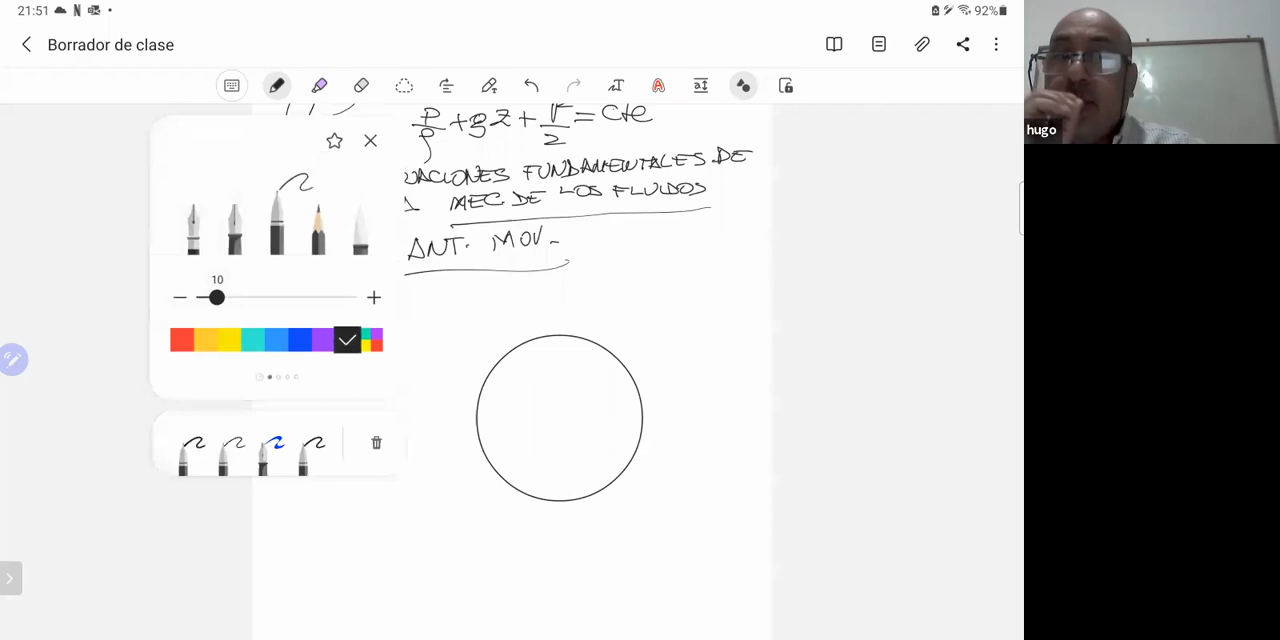 21:51
92%
Borrador de clase
P/ρ + gz + V/2 = Cte
UACIONES FUNDAMENTALES DE
MEC. DE LOS FLUIDOS
ANT. MOV.
10
hugo